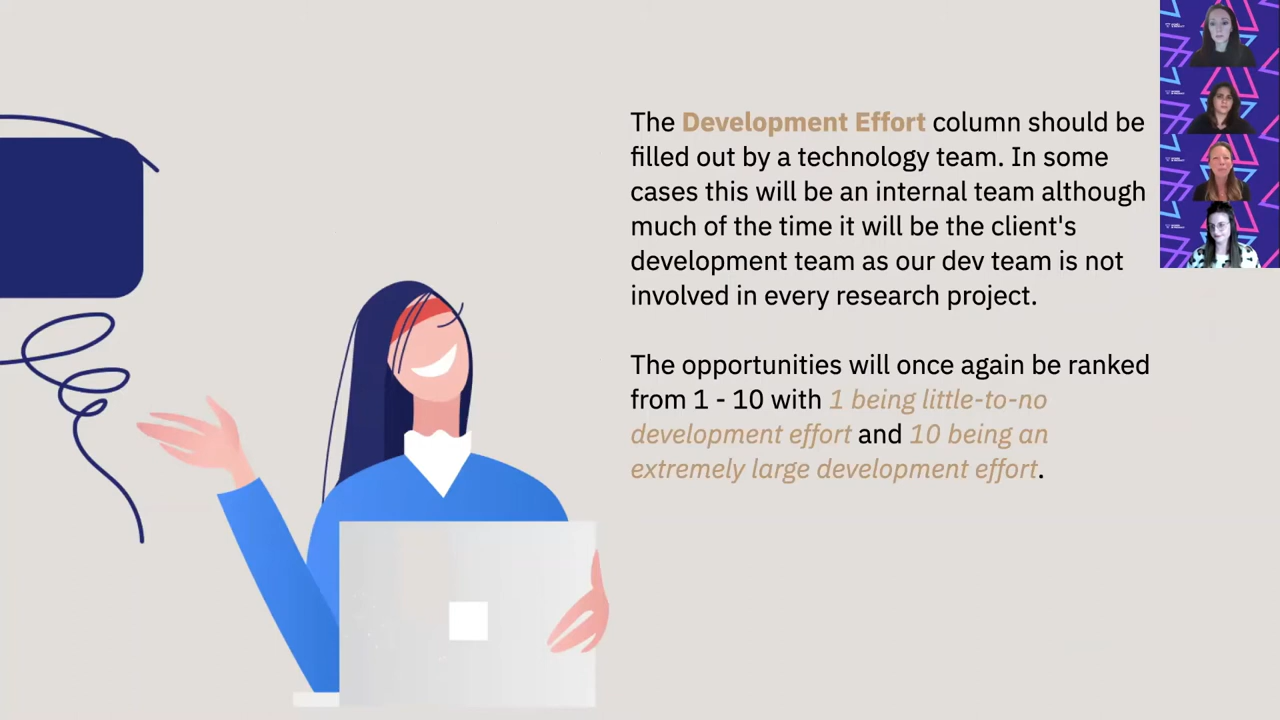 The Development Effort column should be
filled out by a technology team. In some
cases this will be an internal team although
much of the time it will be the client's
development team as our dev team is not
involved in every research project.
The opportunities will once again be ranked
from 1 - 10 with 1 being little-to-no
development effort and 10 being an
extremely large development effort.